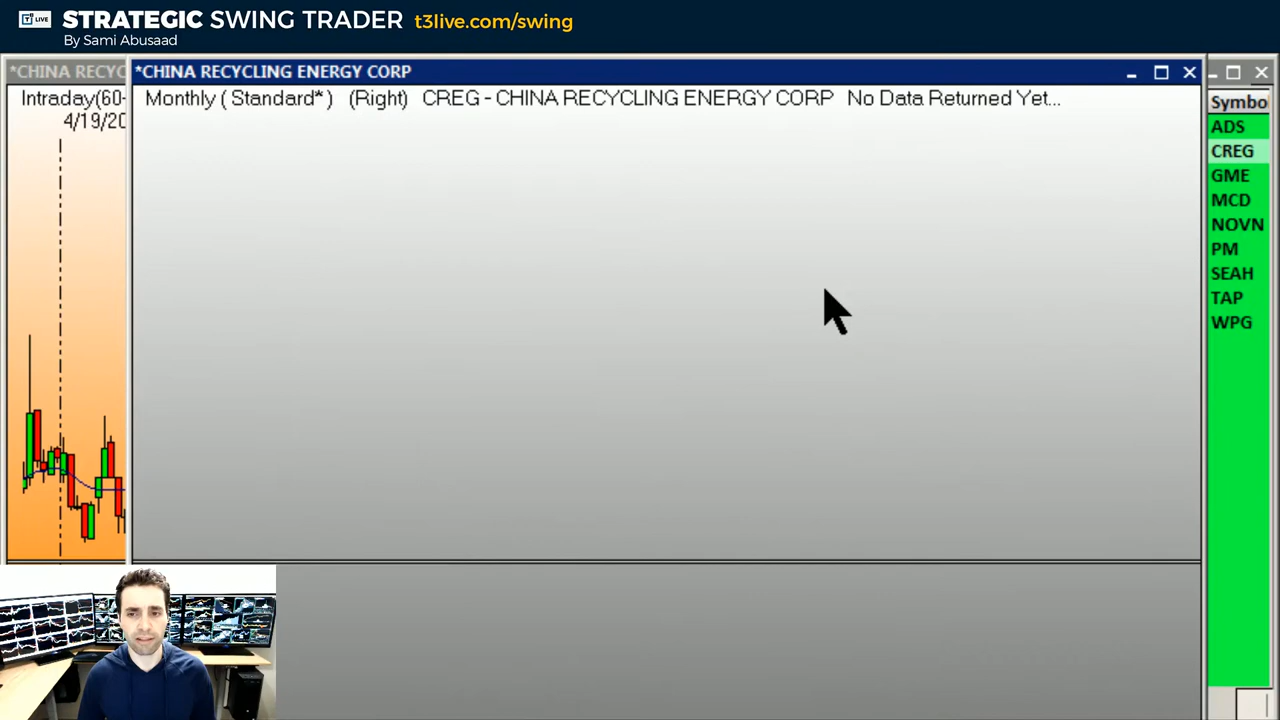 LIVE STRATEGIC SWING TRADER t3live.com/swing
By Sami Abusaad
*CHINA RECYC
*CHINA RECYCLING ENERGY CORP
Intraday(60-
4/19/20
Monthly ( Standard* ) (Right) CREG - CHINA RECYCLING ENERGY CORP No Data Returned Yet...
Symbo
ADS
CREG
GME
MCD
NOVN
PM
SEAH
TAP
WPG